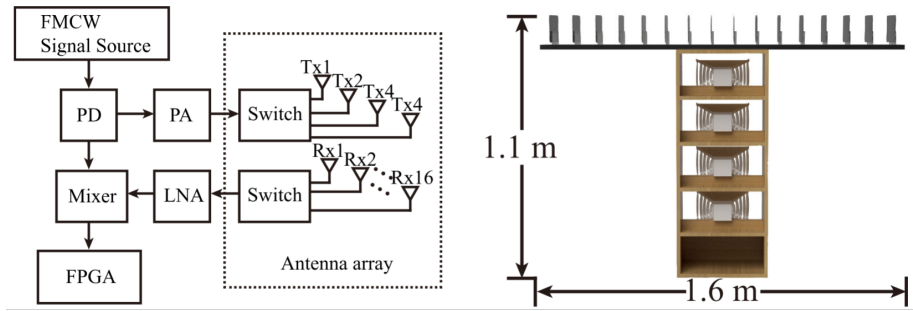 FMCW
Signal Source
PD
PA
Switch
Tx1
Tx2
Tx4
Tx4
Mixer
LNA
Switch
Rx1
Rx2
Rx16
FPGA
Antenna array
1.1 m
1.6 m